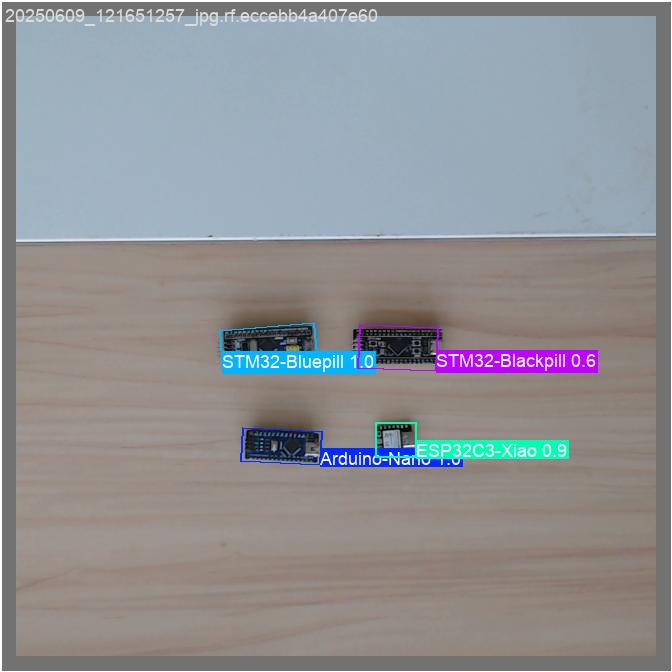 20250609_121651257_jpg.rf.eccebb4a407e60
STM32-Bluepill 1.0
STM32-Blackpill 0.6
Arduino-Nano 1.0
ESP32C3-Xiao 0.9